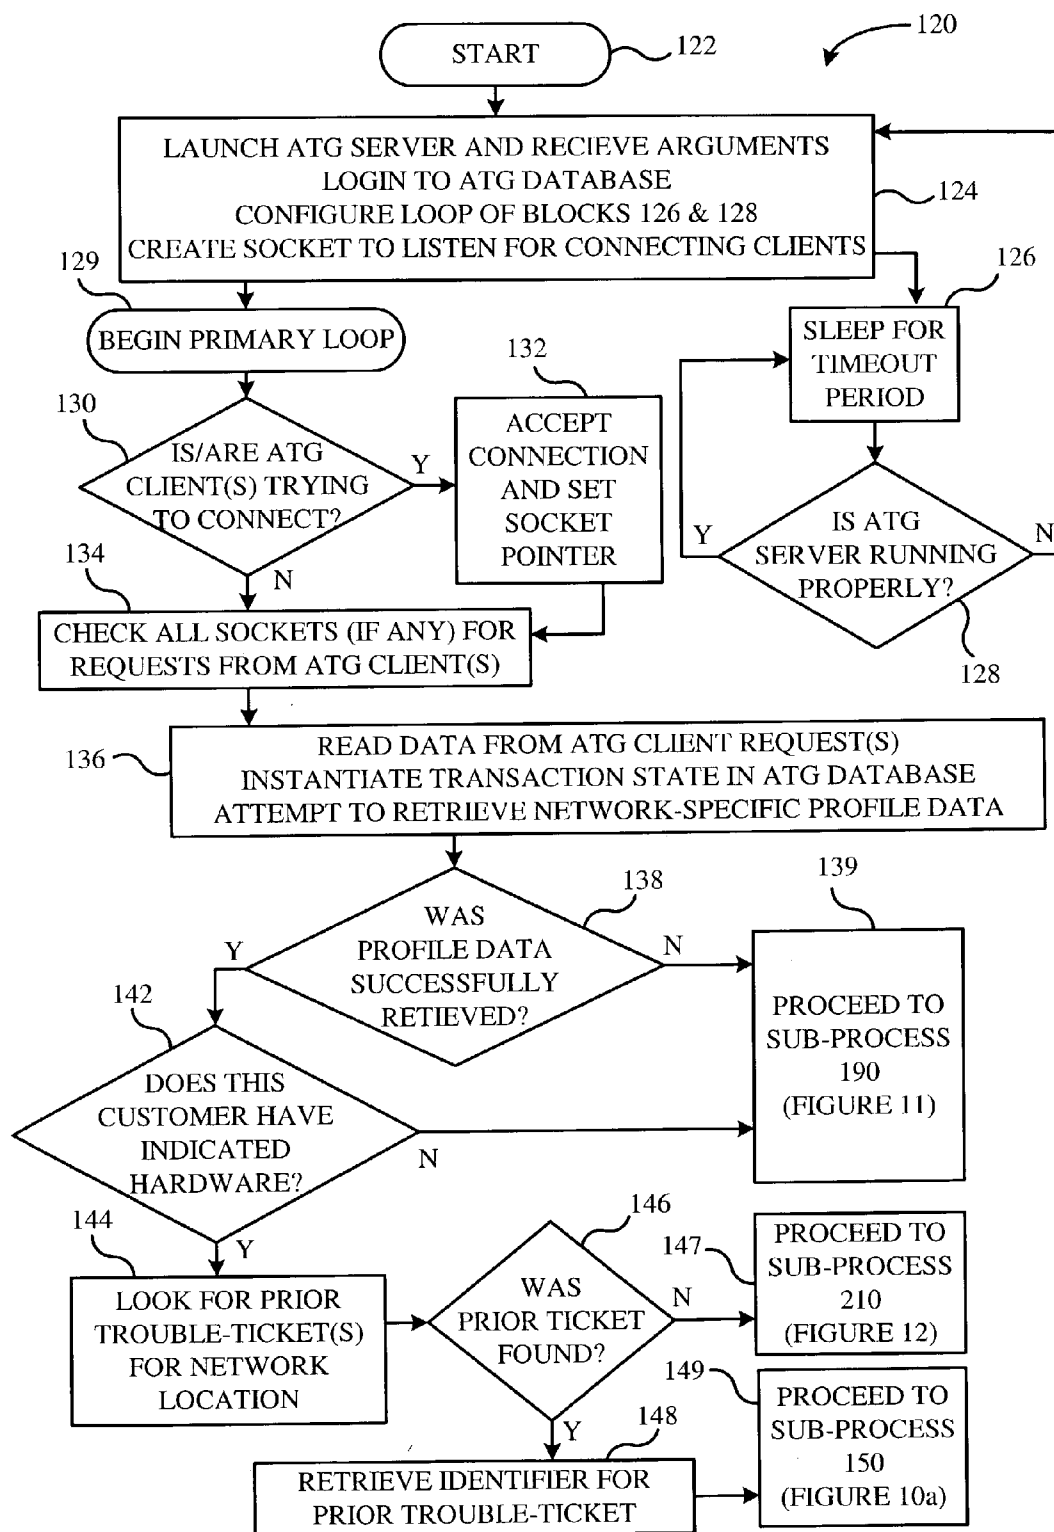 120
START
122
LAUNCH ATG SERVER AND RECIEVE ARGUMENTS
LOGIN TO ATG DATABASE
CONFIGURE LOOP OF BLOCKS 126 & 128
CREATE SOCKET TO LISTEN FOR CONNECTING CLIENTS
124
129
BEGIN PRIMARY LOOP
126
SLEEP FOR
TIMEOUT
PERIOD
130
IS/ARE ATG
CLIENT(S) TRYING
TO CONNECT?
Y
N
132
ACCEPT
CONNECTION
AND SET
SOCKET
POINTER
Y
IS ATG
SERVER RUNNING
PROPERLY?
N
128
134
CHECK ALL SOCKETS (IF ANY) FOR
REQUESTS FROM ATG CLIENT(S)
136
READ DATA FROM ATG CLIENT REQUEST(S)
INSTANTIATE TRANSACTION STATE IN ATG DATABASE
ATTEMPT TO RETRIEVE NETWORK-SPECIFIC PROFILE DATA
138
WAS
PROFILE DATA
SUCCESSFULLY
RETIEVED?
Y
N
139
PROCEED TO
SUB-PROCESS
190
(FIGURE 11)
142
DOES THIS
CUSTOMER HAVE
INDICATED
HARDWARE?
N
Y
144
LOOK FOR PRIOR
TROUBLE-TICKET(S)
FOR NETWORK
LOCATION
146
WAS
PRIOR TICKET
FOUND?
N
Y
147
PROCEED TO
SUB-PROCESS
210
(FIGURE 12)
148
RETRIEVE IDENTIFIER FOR
PRIOR TROUBLE-TICKET
149
PROCEED TO
SUB-PROCESS
150
(FIGURE 10a)